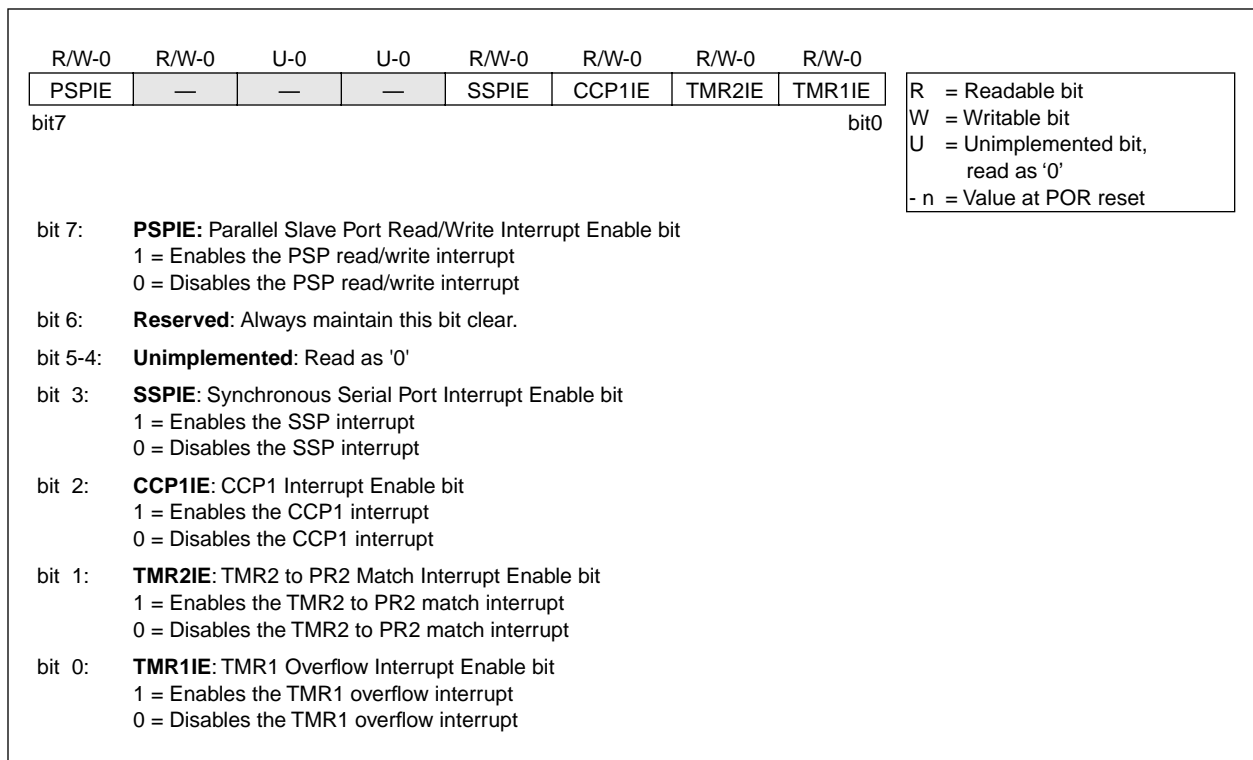 R/W-0 R/W-0 U-0 U-0 R/W-0 R/W-0 R/W-0 R/W-0
PSPIE — — — SSPIE CCP1IE TMR2IE TMR1IE
bit7 bit0
R = Readable bit
W = Writable bit
U = Unimplemented bit,
read as ‘0’
- n = Value at POR reset
bit 7: PSPIE: Parallel Slave Port Read/Write Interrupt Enable bit
1 = Enables the PSP read/write interrupt
0 = Disables the PSP read/write interrupt
bit 6: Reserved: Always maintain this bit clear.
bit 5-4: Unimplemented: Read as '0'
bit 3: SSPIE: Synchronous Serial Port Interrupt Enable bit
1 = Enables the SSP interrupt
0 = Disables the SSP interrupt
bit 2: CCP1IE: CCP1 Interrupt Enable bit
1 = Enables the CCP1 interrupt
0 = Disables the CCP1 interrupt
bit 1: TMR2IE: TMR2 to PR2 Match Interrupt Enable bit
1 = Enables the TMR2 to PR2 match interrupt
0 = Disables the TMR2 to PR2 match interrupt
bit 0: TMR1IE: TMR1 Overflow Interrupt Enable bit
1 = Enables the TMR1 overflow interrupt
0 = Disables the TMR1 overflow interrupt